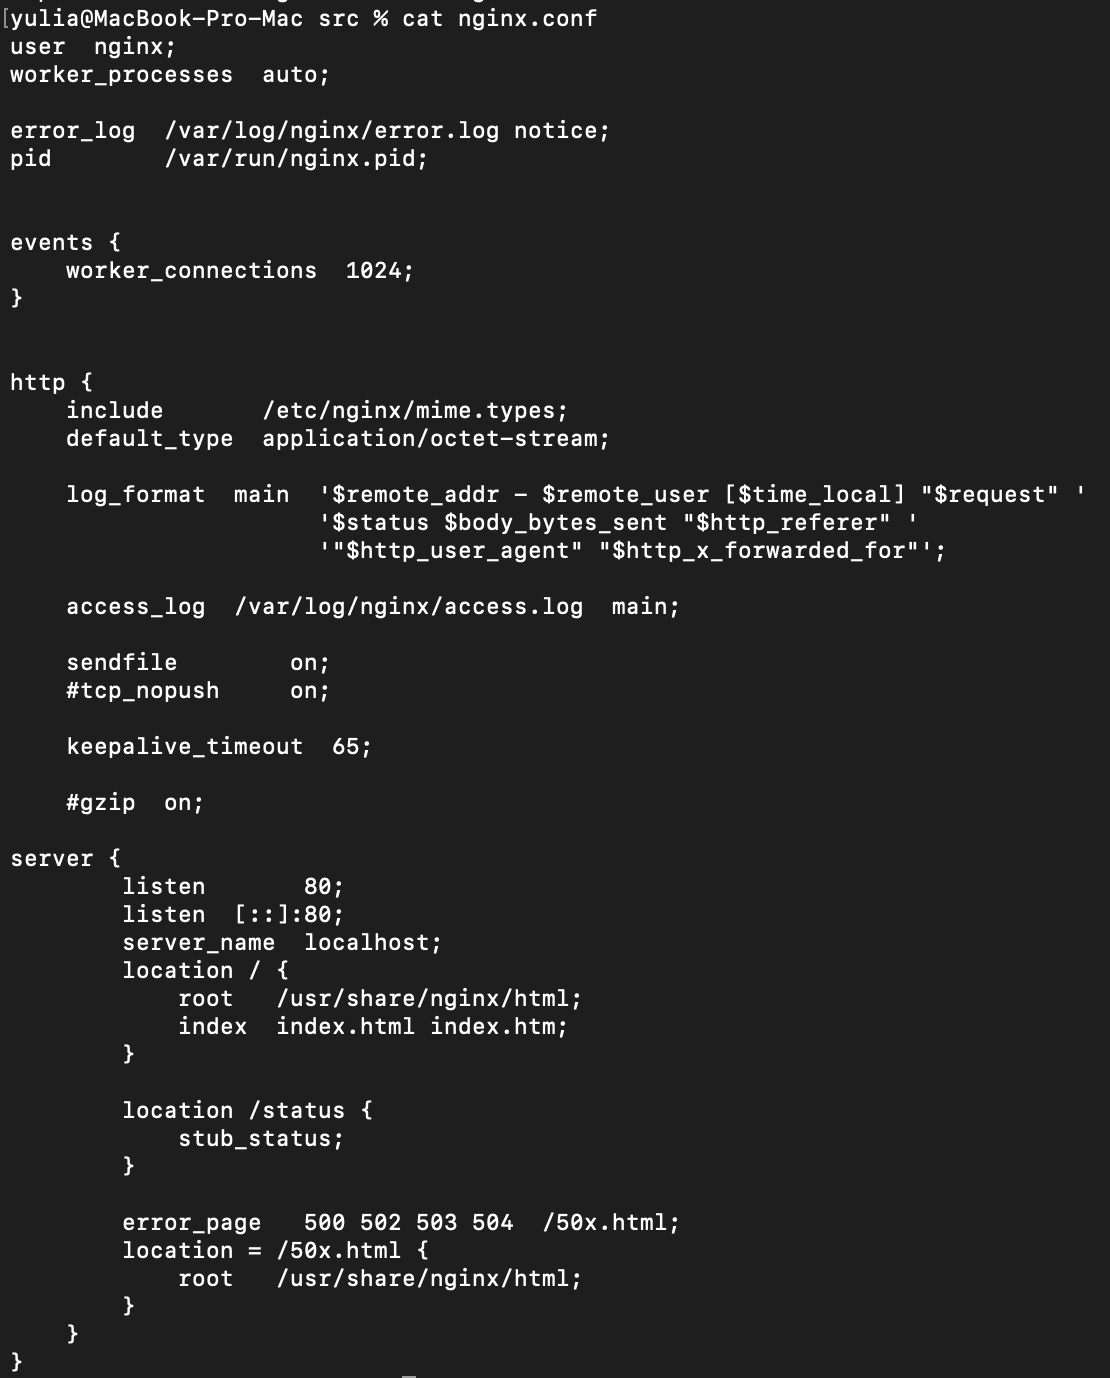 [yulia@MacBook-Pro-Mac src % cat nginx.conf
user  nginx;
worker_processes  auto;

error_log  /var/log/nginx/error.log notice;
pid        /var/run/nginx.pid;


events {
    worker_connections  1024;
}


http {
    include       /etc/nginx/mime.types;
    default_type  application/octet-stream;

    log_format  main  '$remote_addr - $remote_user [$time_local] "$request" '
                      '$status $body_bytes_sent "$http_referer" '
                      '"$http_user_agent" "$http_x_forwarded_for"';

    access_log  /var/log/nginx/access.log  main;

    sendfile        on;
    #tcp_nopush     on;

    keepalive_timeout  65;

    #gzip  on;

server {
        listen       80;
        listen  [::]:80;
        server_name  localhost;
        location / {
            root   /usr/share/nginx/html;
            index  index.html index.htm;
        }

        location /status {
            stub_status;
        }

        error_page   500 502 503 504  /50x.html;
        location = /50x.html {
            root   /usr/share/nginx/html;
        }
    }
}